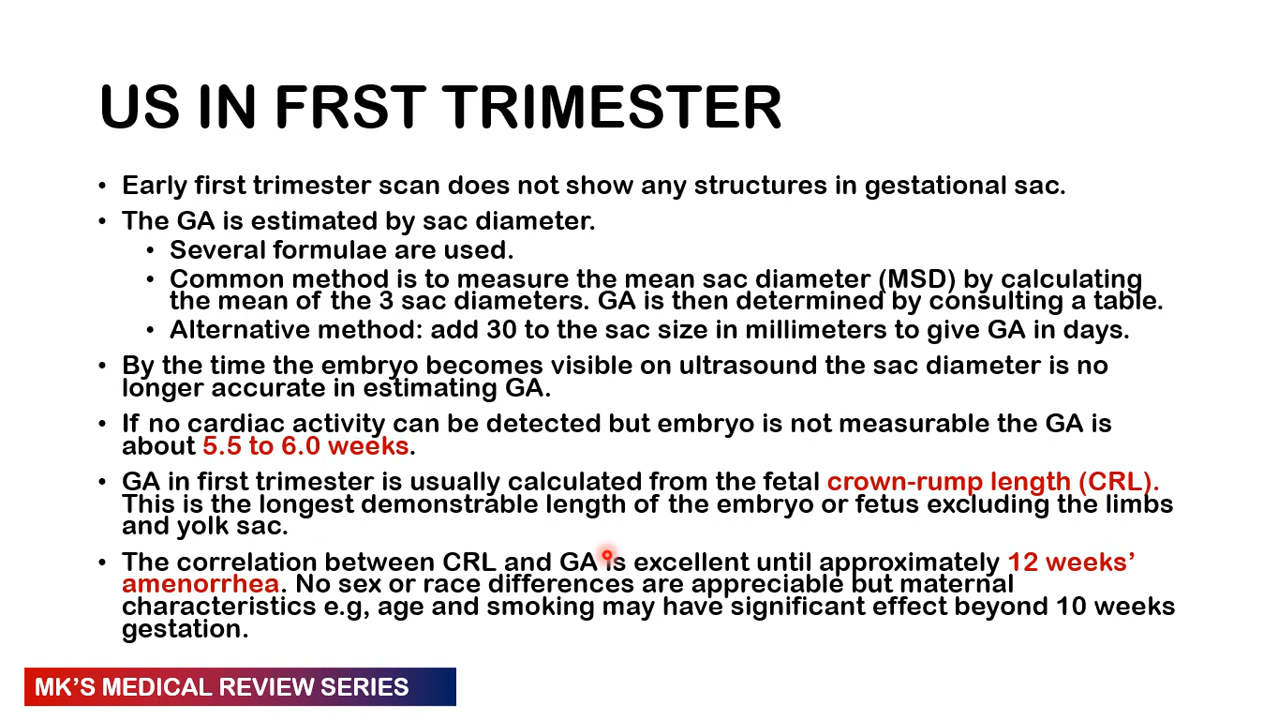 US IN FRST TRIMESTER
• Early first trimester scan does not show any structures in gestational sac.
• The GA is estimated by sac diameter.
• Several formulae are used.
• Common method is to measure the mean sac diameter (MSD) by calculating
the mean of the 3 sac diameters. GA is then determined by consulting a table.
• Alternative method: add 30 to the sac size in millimeters to give GA in days.
• By the time the embryo becomes visible on ultrasound the sac diameter is no
longer accurate in estimating GA.
• If no cardiac activity can be detected but embryo is not measurable the GA is
about 5.5 to 6.0 weeks.
• GA in first trimester is usually calculated from the fetal crown-rump length (CRL).
This is the longest demonstrable length of the embryo or fetus excluding the limbs
and yolk sac.
• The correlation between CRL and GA is excellent until approximately 12 weeks’
amenorrhea. No sex or race differences are appreciable but maternal
characteristics e.g, age and smoking may have significant effect beyond 10 weeks
gestation.
MK’S MEDICAL REVIEW SERIES